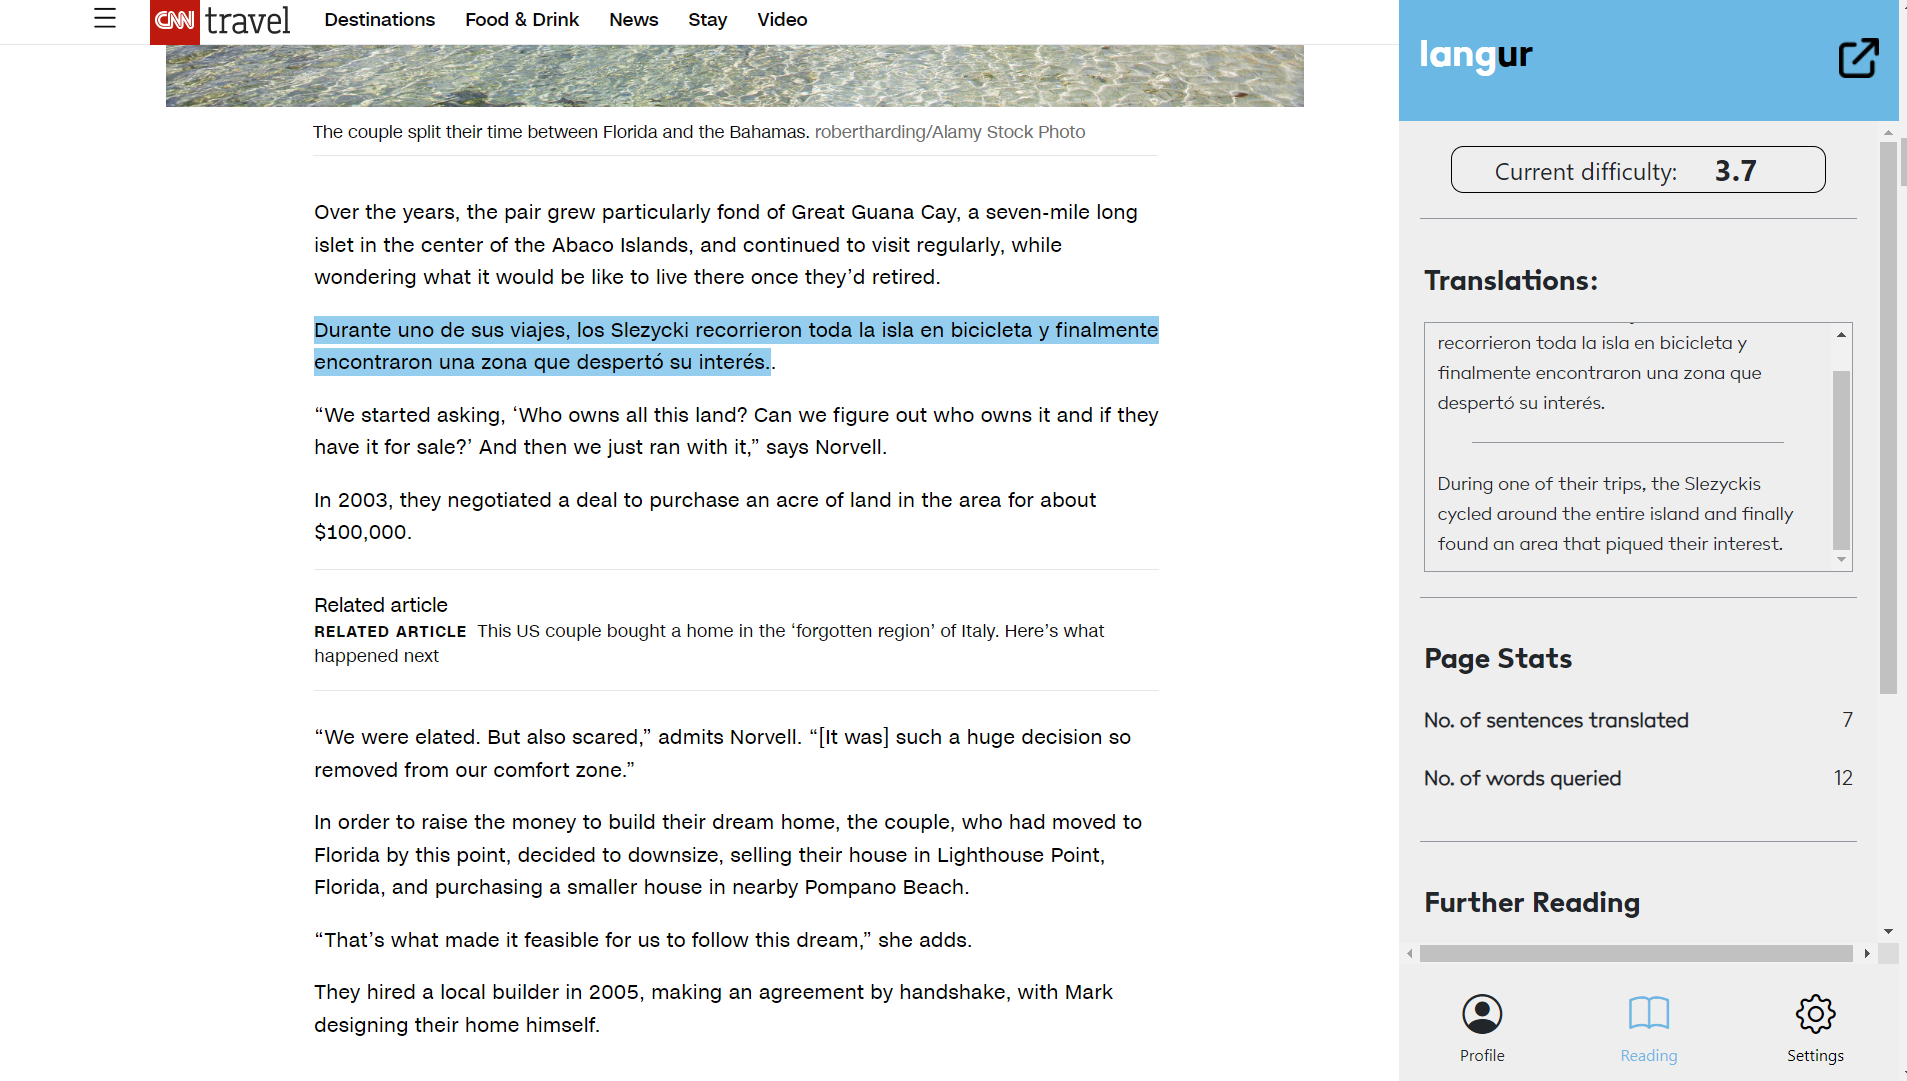 CNN travel Destinations Food & Drink News Stay Video
The couple split their time between Florida and the Bahamas. robertharding/Alamy Stock Photo
Over the years, the pair grew particularly fond of Great Guana Cay, a seven-mile long
islet in the center of the Abaco Islands, and continued to visit regularly, while
wondering what it would be like to live there once they’d retired.
Durante uno de sus viajes, los Slezycki recorrieron toda la isla en bicicleta y finalmente
encontraron una zona que despertó su interés..
“We started asking, ‘Who owns all this land? Can we figure out who owns it and if they
have it for sale?’ And then we just ran with it,” says Norvell.
In 2003, they negotiated a deal to purchase an acre of land in the area for about
$100,000.
Related article
RELATED ARTICLE This US couple bought a home in the ‘forgotten region’ of Italy. Here’s what
happened next
“We were elated. But also scared,” admits Norvell. “[It was] such a huge decision so
removed from our comfort zone.”
In order to raise the money to build their dream home, the couple, who had moved to
Florida by this point, decided to downsize, selling their house in Lighthouse Point,
Florida, and purchasing a smaller house in nearby Pompano Beach.
“That’s what made it feasible for us to follow this dream,” she adds.
They hired a local builder in 2005, making an agreement by handshake, with Mark
designing their home himself.
langur
Current difficulty: 3.7
Translations:
recorrieron toda la isla en bicicleta y
finalmente encontraron una zona que
despertó su interés.
During one of their trips, the Slezyckis
cycled around the entire island and finally
found an area that piqued their interest.
Page Stats
No. of sentences translated 7
No. of words queried 12
Further Reading
Profile Reading Settings